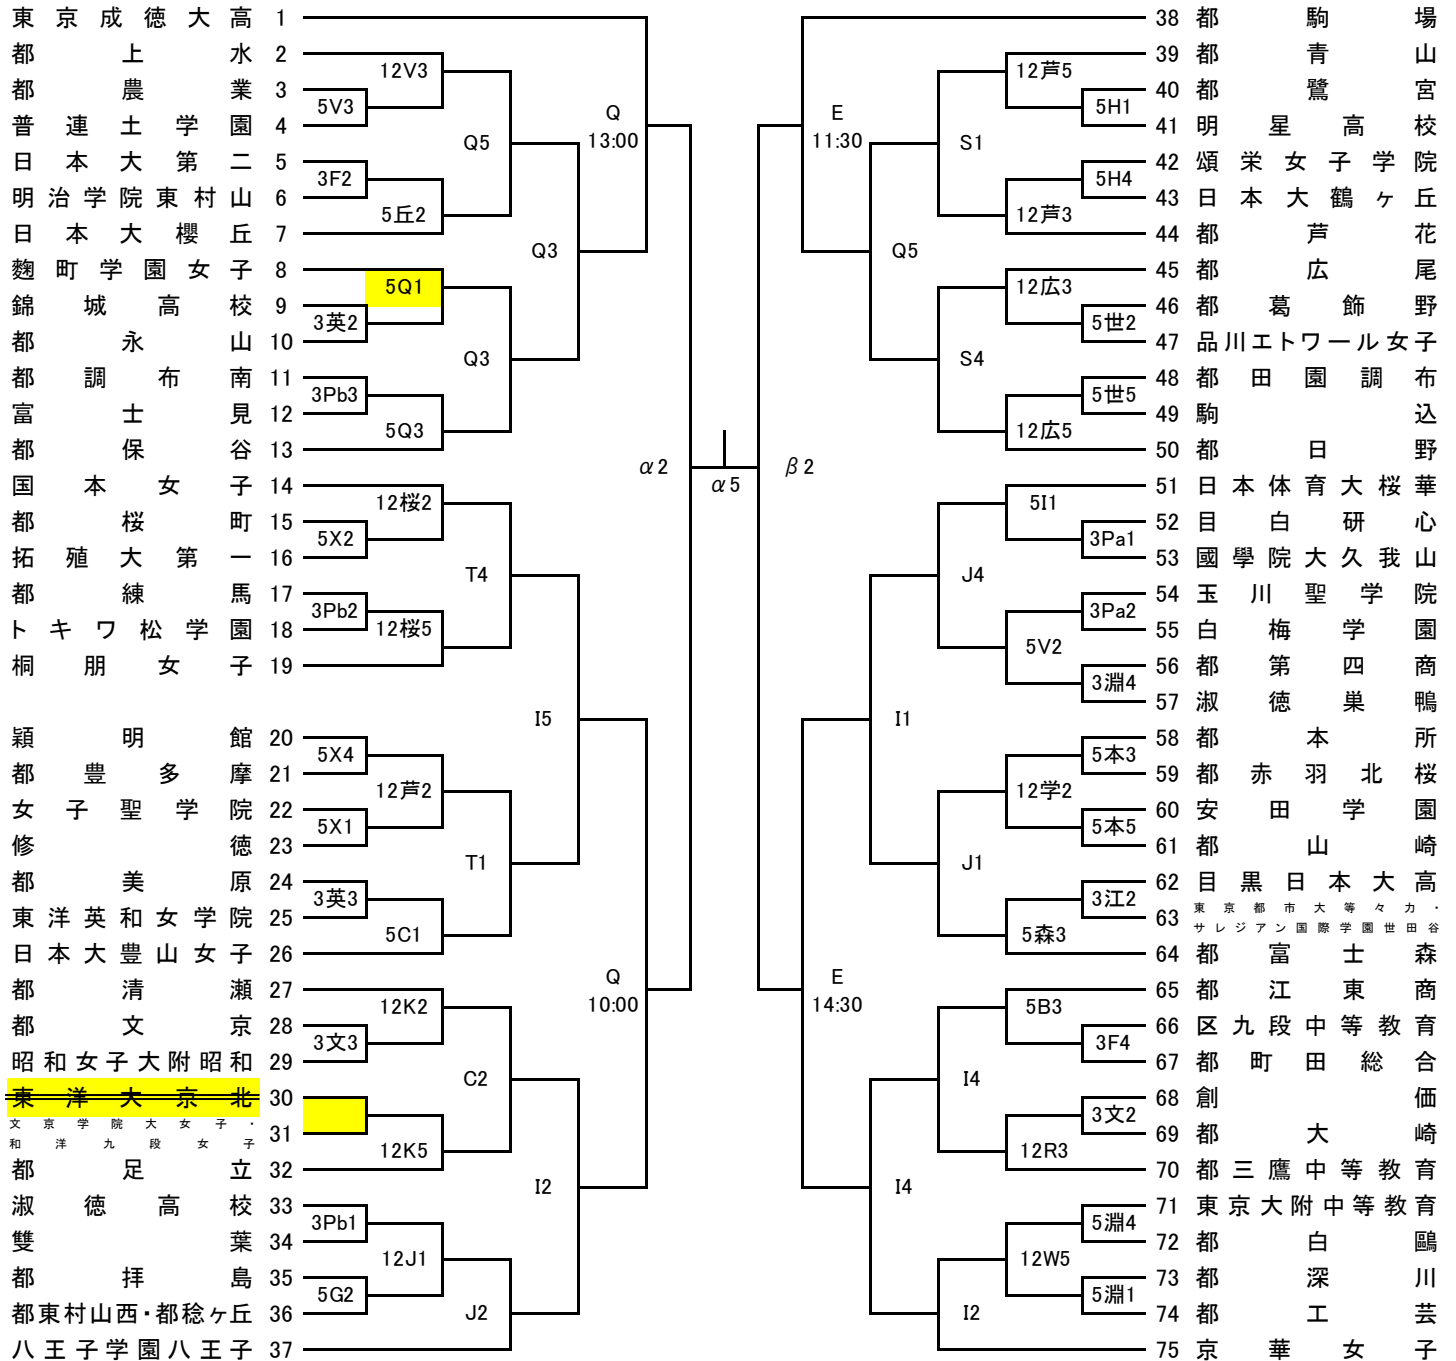 東京成徳大高 1
都上水 2
12V3
都農業 3
5V3
普連土学園 4
Q
13:00
Q5
日本大第二 5
3F2
明治学院東村山 6
5丘2
日本大櫻丘 7
Q3
麴町学園女子 8
5Q1
錦城高校 9
3英2
都永山 10
Q3
都調布南 11
3Pb3
富士見 12
5Q3
都保谷 13
α2
α5
β2
国本女子 14
12桜2
都桜町 15
5X2
拓殖大第一 16
T4
都練馬 17
3Pb2
トキワ松学園 18
12桜5
桐朋女子 19
I5
穎明館 20
5X4
都豊多摩 21
12芦2
女子聖学院 22
5X1
修徳 23
T1
都美原 24
3英3
東洋英和女学院 25
5C1
日本大豊山女子 26
Q
10:00
都清瀬 27
12K2
都文京 28
3文3
昭和女子大附昭和 29
C2
東洋大京北 30
文京学院大女子・
和洋九段女子
31
12K5
都足立 32
I2
淑徳高校 33
3Pb1
雙葉 34
12J1
都拝島 35
5G2
都東村山西・都稔ヶ丘 36
J2
八王子学園八王子 37
38 都駒場
39 都青山
12芦5
40 都鷺宮
5H1
41 明星高校
E
11:30
S1
42 頌栄女子学院
5H4
43 日本大鶴ヶ丘
12芦3
44 都芦花
Q5
45 都広尾
12広3
46 都葛飾野
5世2
47 品川エトワール女子
S4
48 都田園調布
5世5
49 駒込
12広5
50 都日野
51 日本体育大桜華
5I1
52 目白研心
3Pa1
53 國學院大久我山
J4
54 玉川聖学院
3Pa2
55 白梅学園
5V2
56 都第四商
3淵4
57 淑徳巣鴨
I1
58 都本所
5本3
59 都赤羽北桜
12学2
60 安田学園
5本5
61 都山崎
J1
62 目黒日本大高
3江2
63
東京都市大等々力・
サレジアン国際学園世田谷
5森3
64 都富士森
E
14:30
65 都江東商
5B3
66 区九段中等教育
3F4
67 都町田総合
I4
68 創価
3文2
69 都大崎
12R3
70 都三鷹中等教育
I4
71 東京大附中等教育
5淵4
72 都白鷗
12W5
73 都深川
5淵1
74 都工芸
I2
75 京華女子